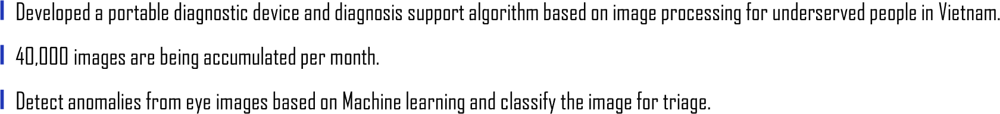 Developed a portable diagnostic device and diagnosis support algorithm based on image processing for underserved people in Vietnam.
40,000 images are being accumulated per month.
Detect anomalies from eye images based on Machine learning and classify the image for triage.